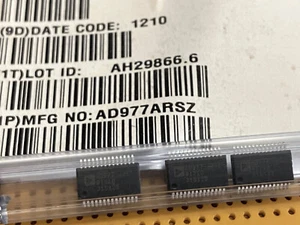 (9D)DATE CODE: 1210
1T)LOT ID: AH29866.6
1P)MFG NO:AD977ARSZ